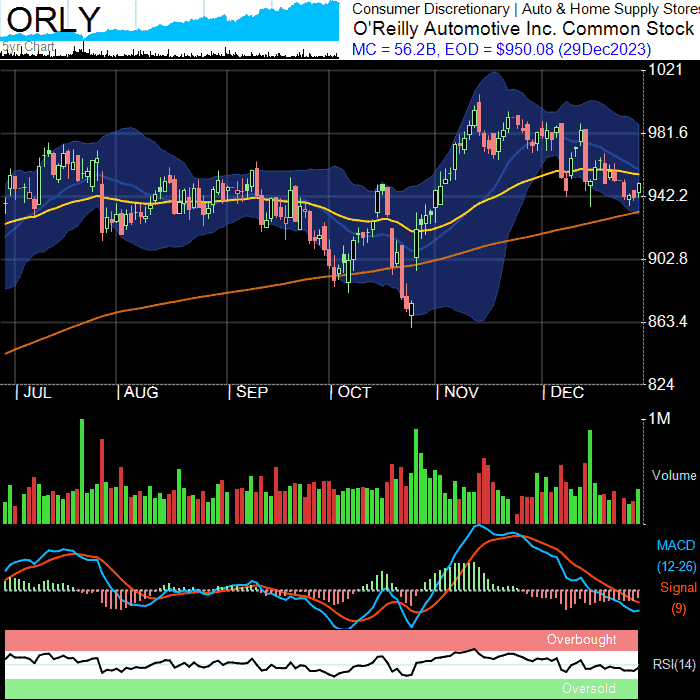 ORLY
5yr Chart
Consumer Discretionary | Auto & Home Supply Stores
O'Reilly Automotive Inc. Common Stock
MC = 56.2B, EOD = $950.08 (29Dec2023)
1021
981.6
942.2
902.8
863.4
824
JUL AUG SEP OCT NOV DEC
1M
Volume
MACD
(12-26)
Signal
(9)
Overbought
RSI(14)
Oversold